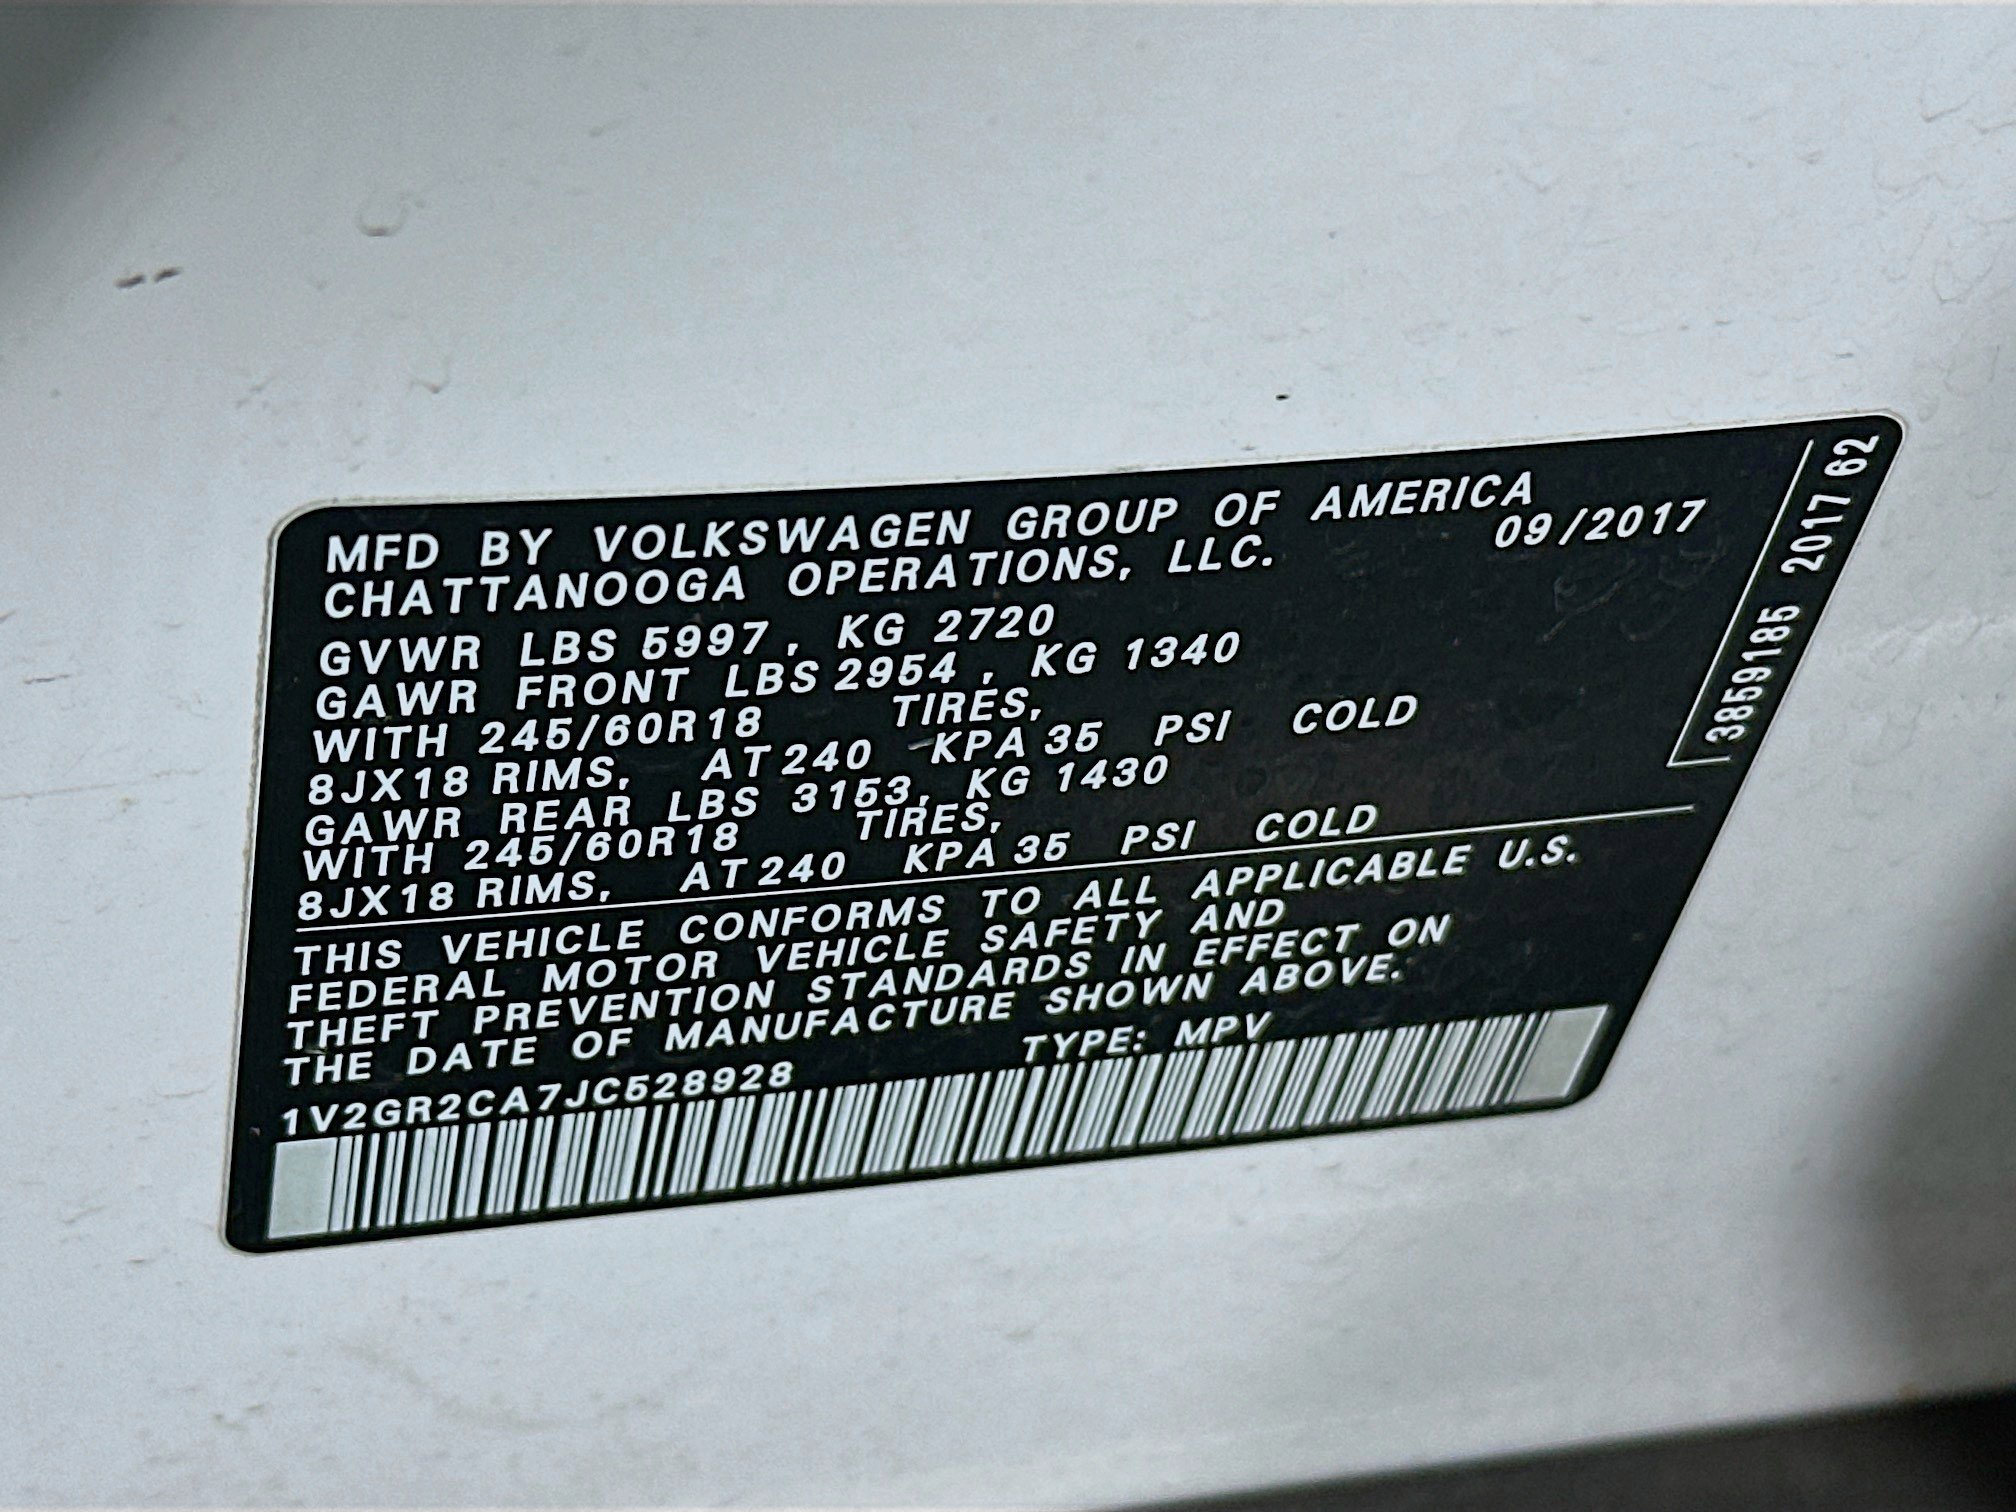 MFD BY VOLKSWAGEN GROUP OF AMERICA
CHATTANOOGA OPERATIONS, LLC. 09/2017
GVWR LBS 5997, KG 2720
GAWR FRONT LBS 2954, KG 1340
WITH 245/60R18 TIRES,
8JX18 RIMS, AT 240 KPA 35 PSI COLD
GAWR REAR LBS 3153, KG 1430
WITH 245/60R18 TIRES,
8JX18 RIMS, AT 240 KPA 35 PSI COLD
THIS VEHICLE CONFORMS TO ALL APPLICABLE U.S.
FEDERAL MOTOR VEHICLE SAFETY AND
THEFT PREVENTION STANDARDS IN EFFECT ON
THE DATE OF MANUFACTURE SHOWN ABOVE.
1V2GR2CA7JC528928 TYPE: MPV
3859185 2017 62